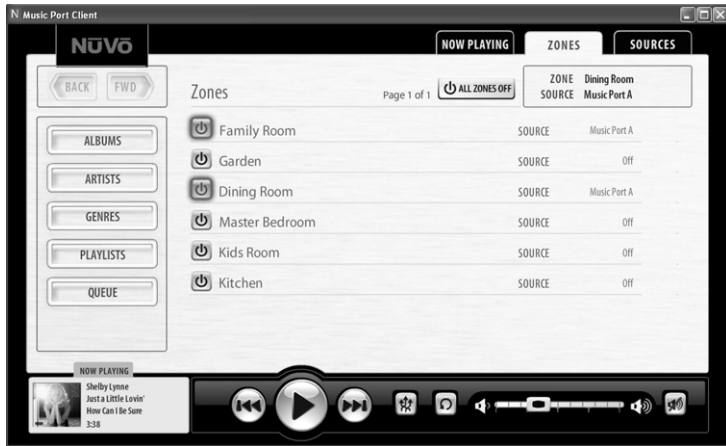 N Music Port Client
NŪVŌ
NOW PLAYING
ZONES
SOURCES
BACK
FWD
Zones
Page 1 of 1
ALL ZONES OFF
ZONE Dining Room
SOURCE Music Port A
ALBUMS
ARTISTS
GENRES
PLAYLISTS
QUEUE
Family Room SOURCE Music Port A
Garden SOURCE Off
Dining Room SOURCE Music Port A
Master Bedroom SOURCE Off
Kids Room SOURCE Off
Kitchen SOURCE Off
NOW PLAYING
Shelby Lynne
Just a Little Lovin'
How Can I Be Sure
3:38